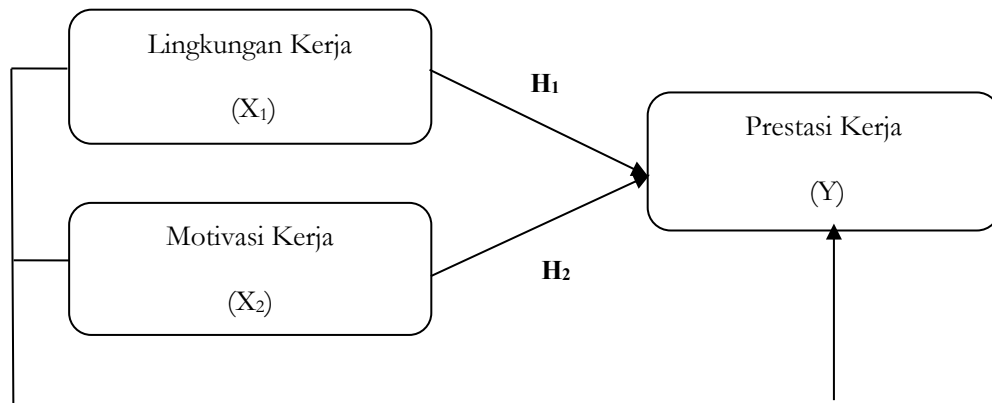 Lingkungan Kerja
(X₁)
H₁
Prestasi Kerja
(Y)
Motivasi Kerja
(X₂)
H₂